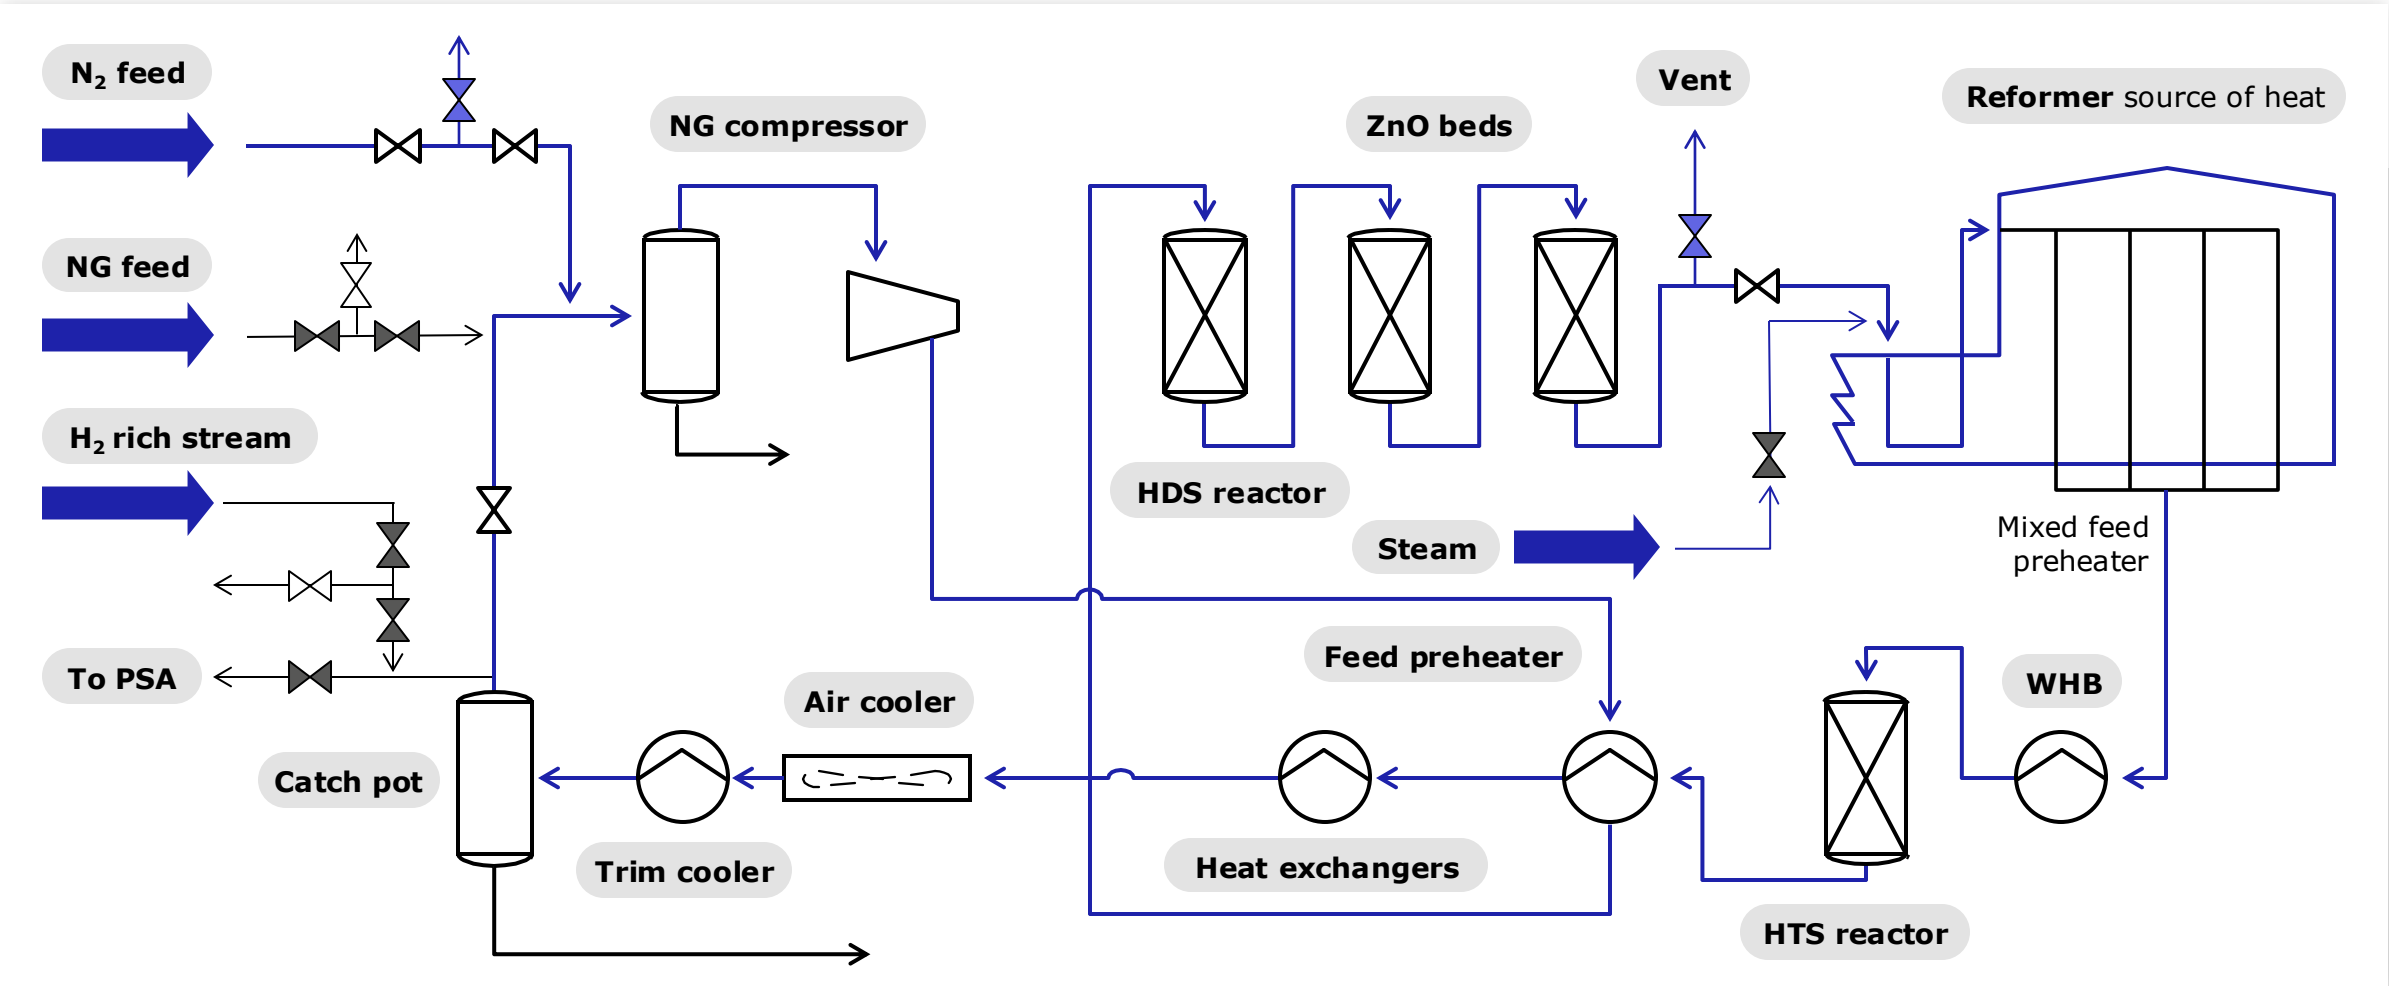 N₂ feed
NG compressor
ZnO beds
Vent
Reformer source of heat
NG feed
H₂ rich stream
HDS reactor
Steam
Mixed feed
preheater
To PSA
Air cooler
Feed preheater
WHB
Catch pot
Trim cooler
Heat exchangers
HTS reactor